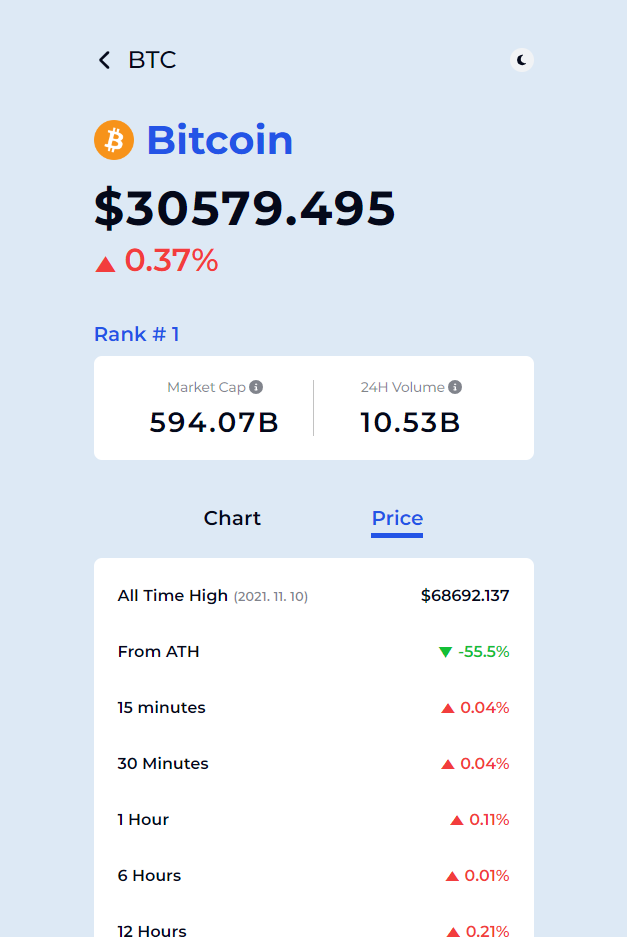 BTC
Bitcoin
$30579.495
▲ 0.37%
Rank # 1
Market Cap
24H Volume
594.07B
10.53B
Chart
Price
All Time High (2021. 11. 10)
$68692.137
From ATH
▼ -55.5%
15 minutes
▲ 0.04%
30 Minutes
▲ 0.04%
1 Hour
▲ 0.11%
6 Hours
▲ 0.01%
12 Hours
▲ 0.21%